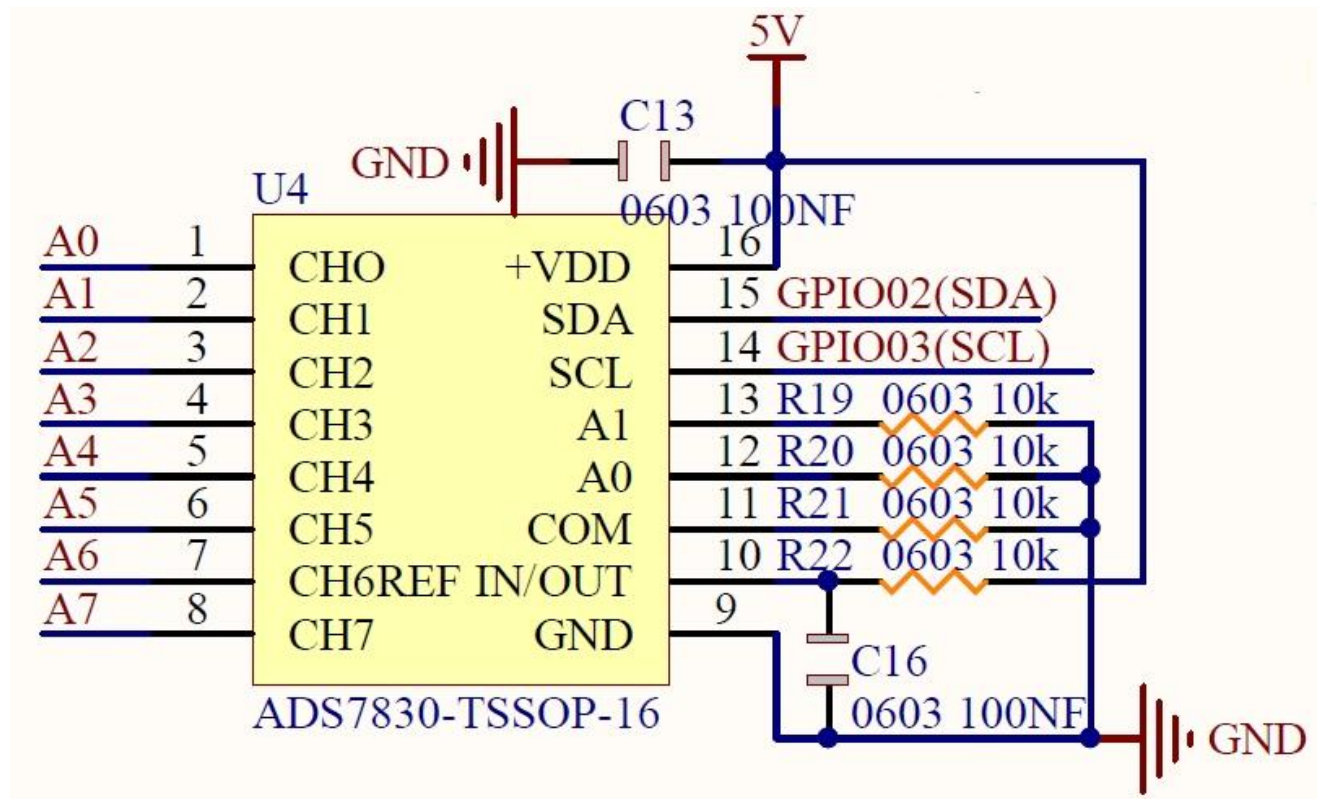 5V
C13
GND
0603 100NF
U4
A0 1 CHO +VDD 16
A1 2 CH1 SDA 15 GPIO02(SDA)
A2 3 CH2 SCL 14 GPIO03(SCL)
A3 4 CH3 A1 13 R19 0603 10k
A4 5 CH4 A0 12 R20 0603 10k
A5 6 CH5 COM 11 R21 0603 10k
A6 7 CH6REF IN/OUT 10 R22 0603 10k
A7 8 CH7 GND 9
C16
ADS7830-TSSOP-16
0603 100NF
GND